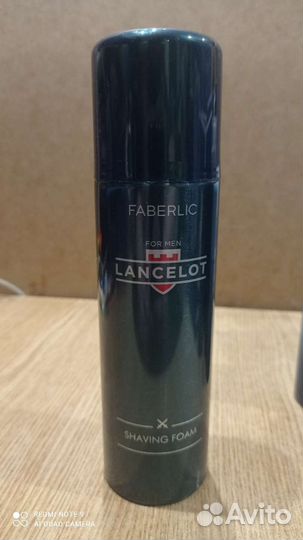 FABERLIC
FOR MEN
LANCELOT
SHAVING FOAM
REDMI NOTE 9
AI QUAD CAMERA
Avito